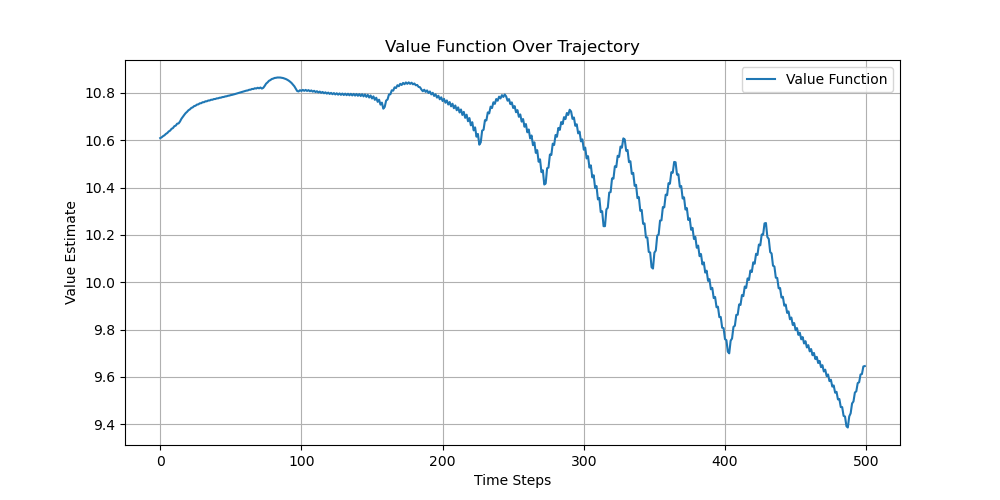 Value Function Over Trajectory
Value Function
Value Estimate
10.8
10.6
10.4
10.2
10.0
9.8
9.6
9.4
0 100 200 300 400 500
Time Steps